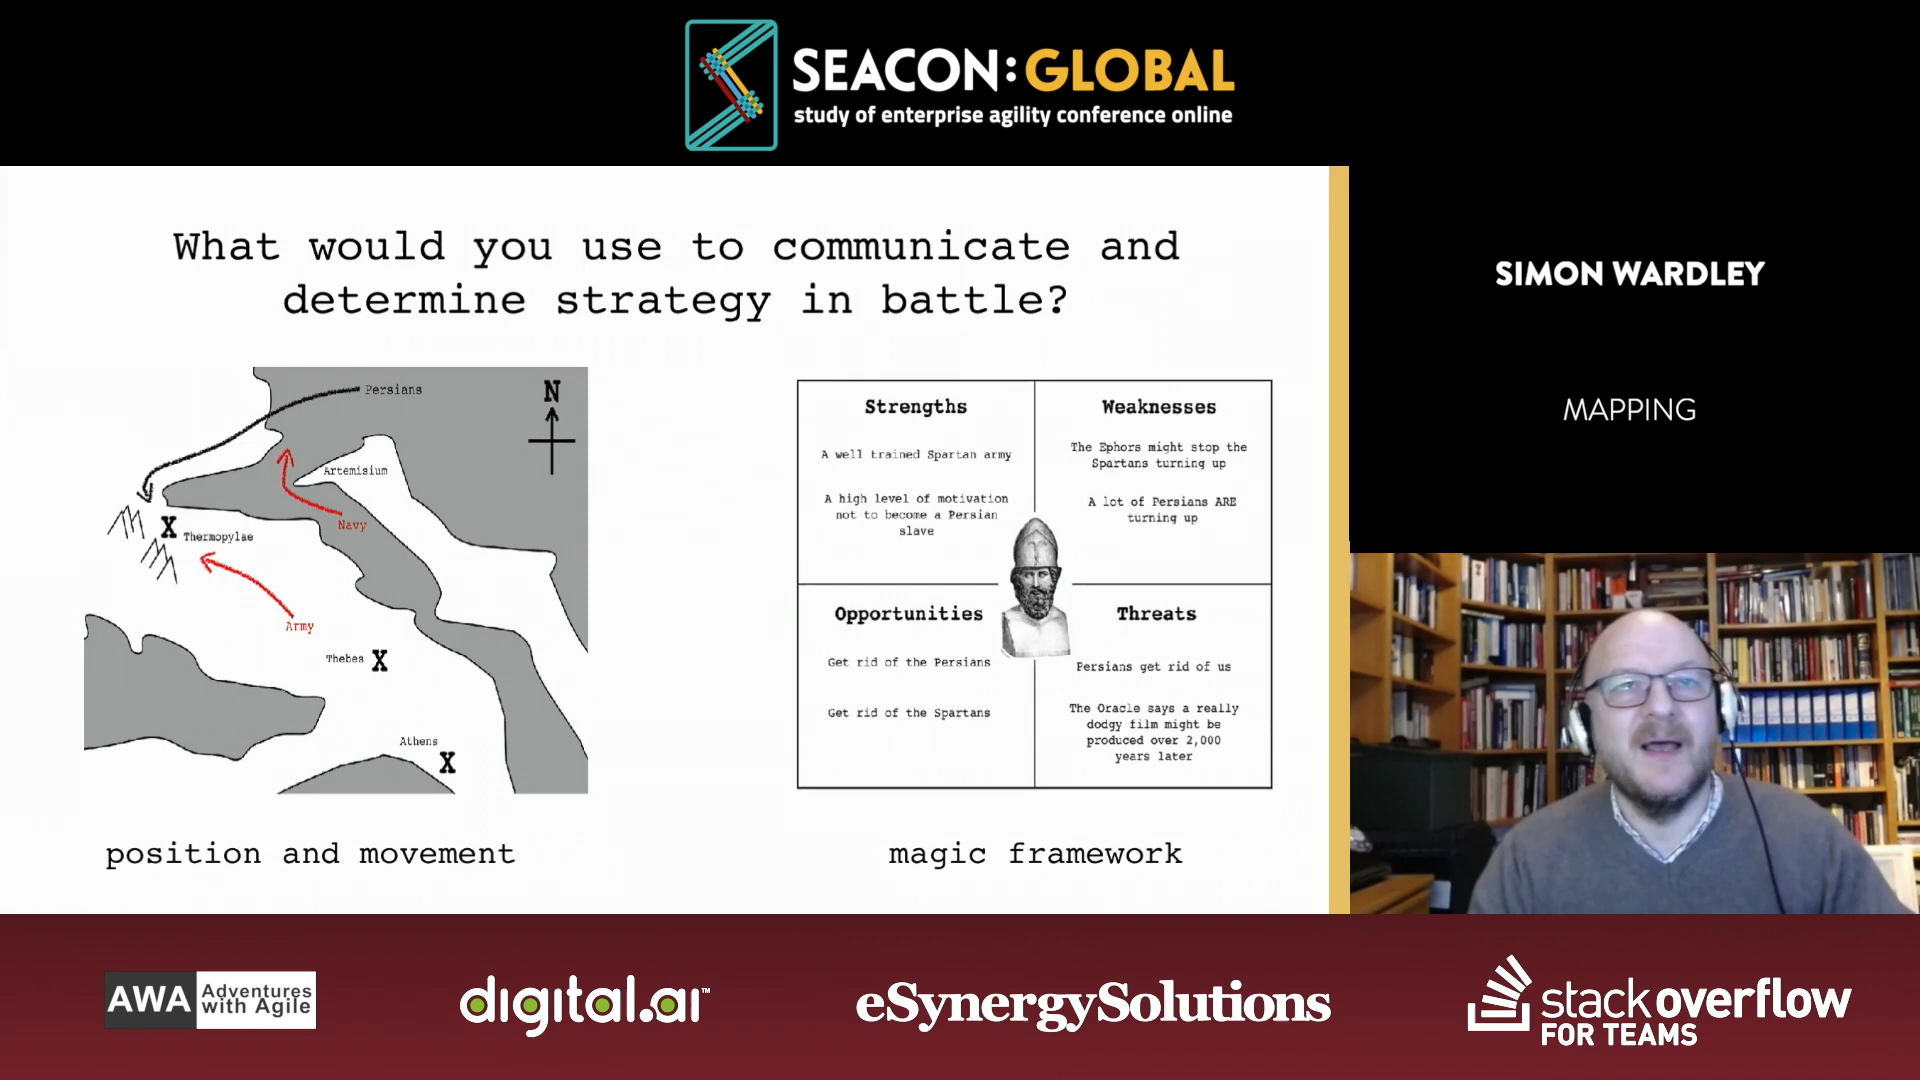 SEACON:GLOBAL
study of enterprise agility conference online
What would you use to communicate and
determine strategy in battle?
Persians
N
Artemisium
Navy
X
Thermopylae
Army
Thebes X
Athens
X
position and movement
Strengths
A well trained Spartan army
A high level of motivation
not to become a Persian
slave
Weaknesses
The Ephors might stop the
Spartans turning up
A lot of Persians ARE
turning up
Opportunities
Get rid of the Persians
Get rid of the Spartans
Threats
Persians get rid of us
The Oracle says a really
dodgy film might be
produced over 2,000
years later
magic framework
SIMON WARDLEY
MAPPING
AWA Adventures
with Agile
digital.ai™
eSynergySolutions
stackoverflow
FOR TEAMS